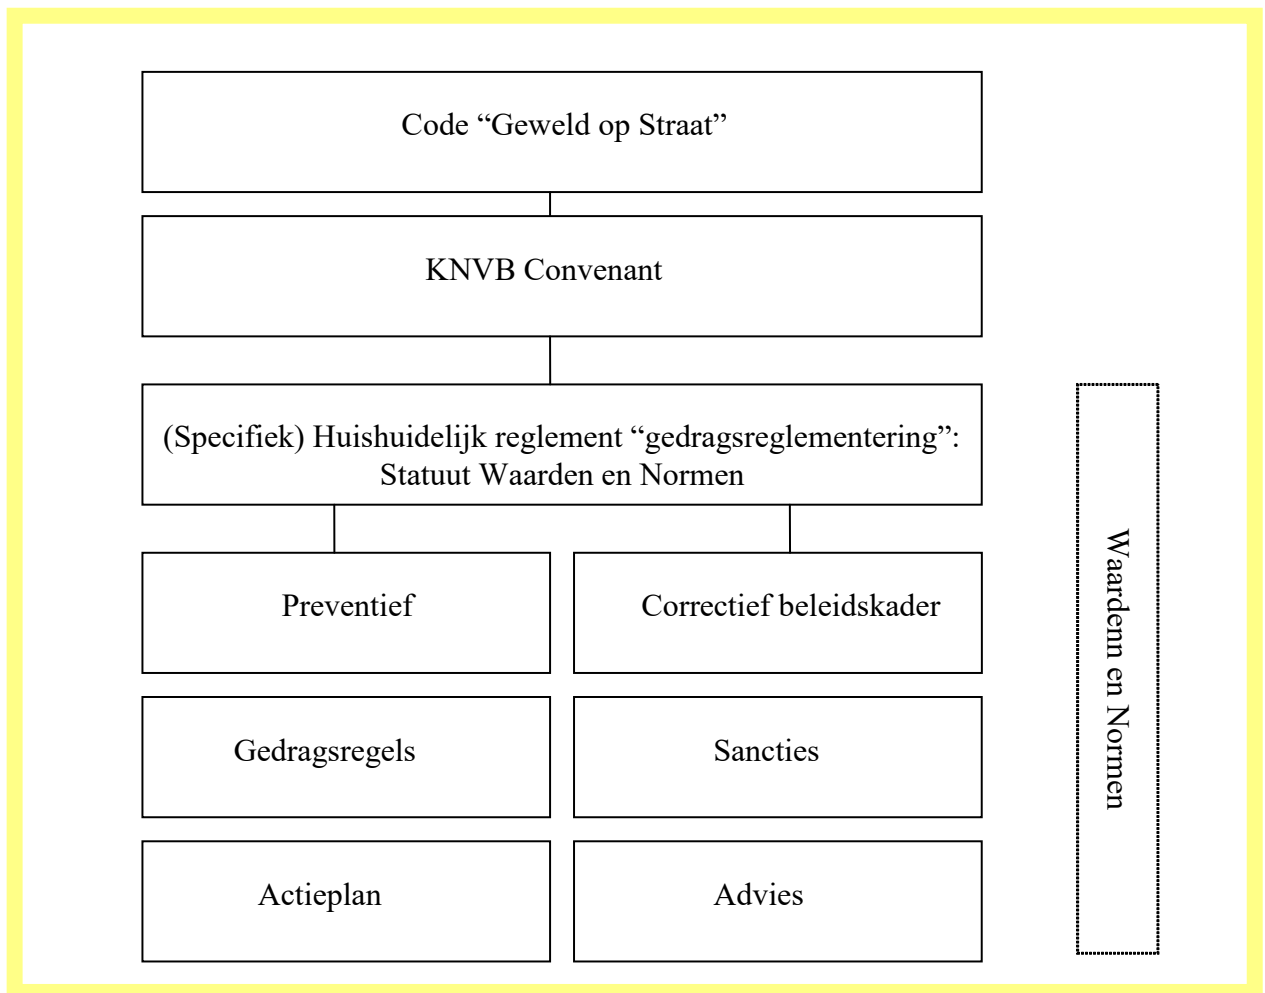 Code “Geweld op Straat”
KNVB Convenant
(Specifiek) Huishuidelijk reglement “gedragsreglementering”:
Statuut Waarden en Normen
Preventief
Correctief beleidskader
Gedragsregels
Sancties
Actieplan
Advies
Waardenn en Normen